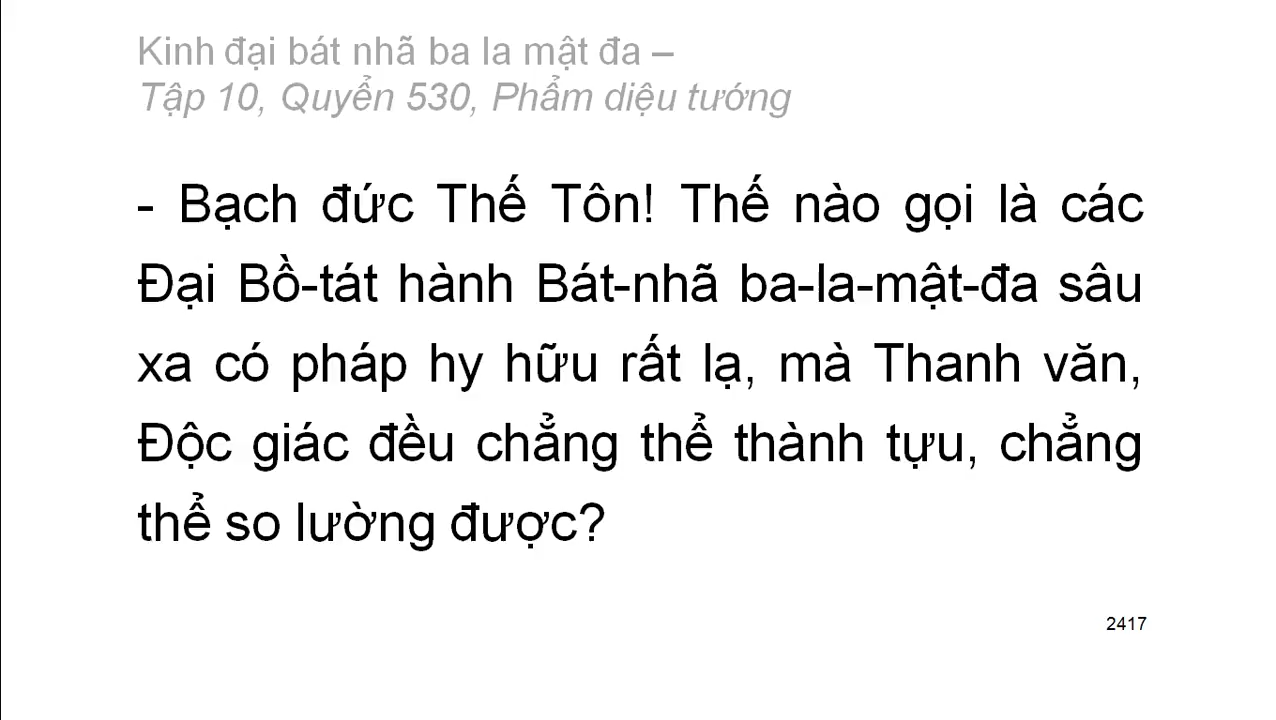 Kinh đại bát nhã ba la mật đa –
Tập 10, Quyển 530, Phẩm diệu tướng
- Bạch đức Thế Tôn! Thế nào gọi là các
Đại Bồ-tát hành Bát-nhã ba-la-mật-đa sâu
xa có pháp hy hữu rất lạ, mà Thanh văn,
Độc giác đều chẳng thể thành tựu, chẳng
thể so lường được?
2417